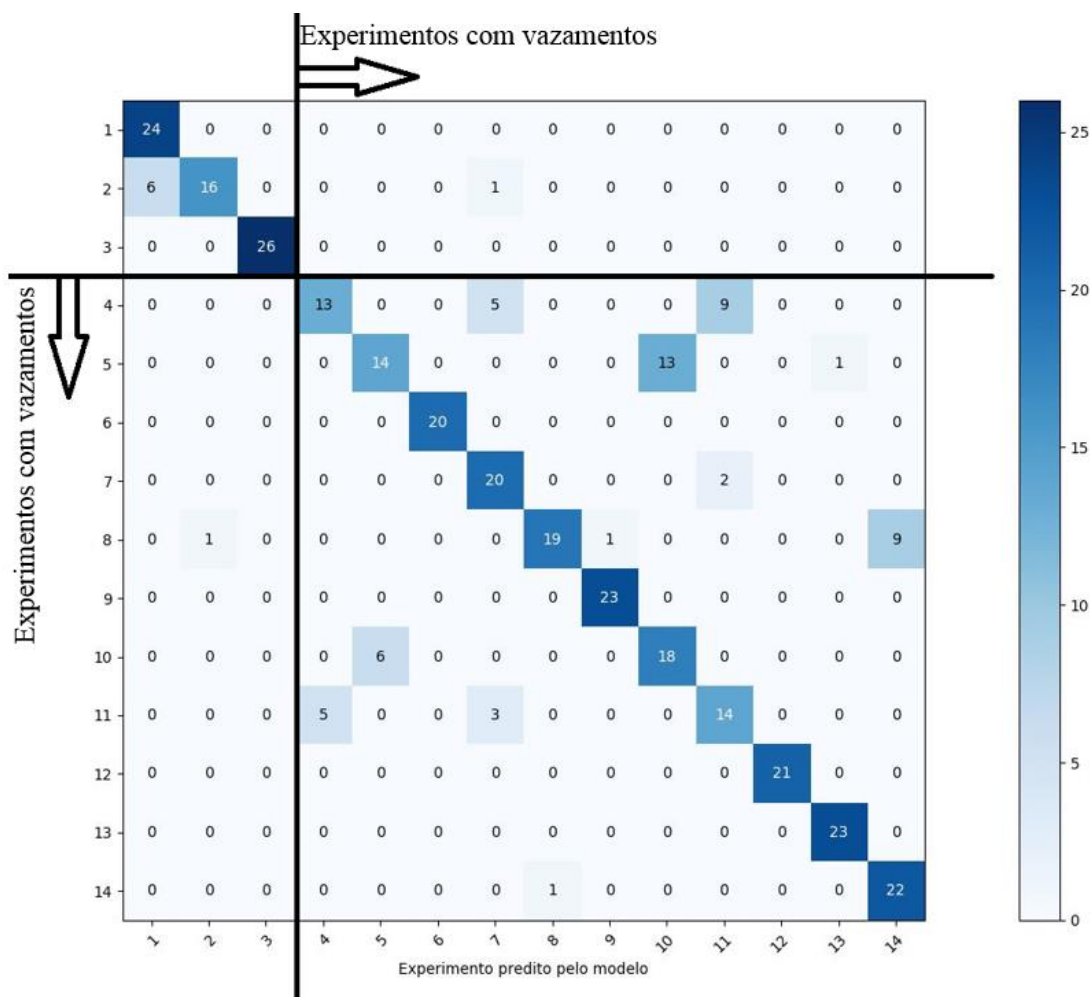 Experimentos com vazamentos
Experimentos com vazamentos
1 24 0 0 0 0 0 0 0 0 0 0 0 0 0
2 6 16 0 0 0 0 1 0 0 0 0 0 0 0
3 0 0 26 0 0 0 0 0 0 0 0 0 0 0
4 0 0 0 13 0 0 5 0 0 0 9 0 0 0
5 0 0 0 0 14 0 0 0 0 13 0 0 1 0
6 0 0 0 0 0 20 0 0 0 0 0 0 0 0
7 0 0 0 0 0 0 20 0 0 0 2 0 0 0
8 0 1 0 0 0 0 0 19 1 0 0 0 0 9
9 0 0 0 0 0 0 0 0 23 0 0 0 0 0
10 0 0 0 0 6 0 0 0 0 18 0 0 0 0
11 0 0 0 5 0 0 3 0 0 0 14 0 0 0
12 0 0 0 0 0 0 0 0 0 0 0 21 0 0
13 0 0 0 0 0 0 0 0 0 0 0 0 23 0
14 0 0 0 0 0 0 0 1 0 0 0 0 0 22
1 2 3 4 5 6 7 8 9 10 11 12 13 14
Experimento predito pelo modelo
25
20
15
10
5
0